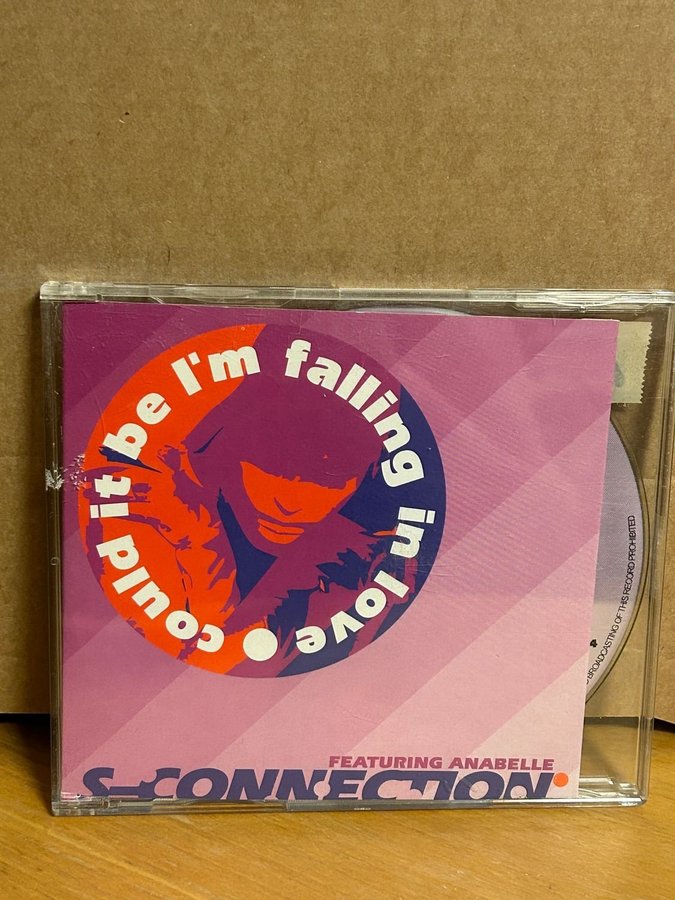 could it be I'm falling in love
FEATURING ANABELLE
S-CONNECTION
BROADCASTING OF THIS RECORD PROHIBITED